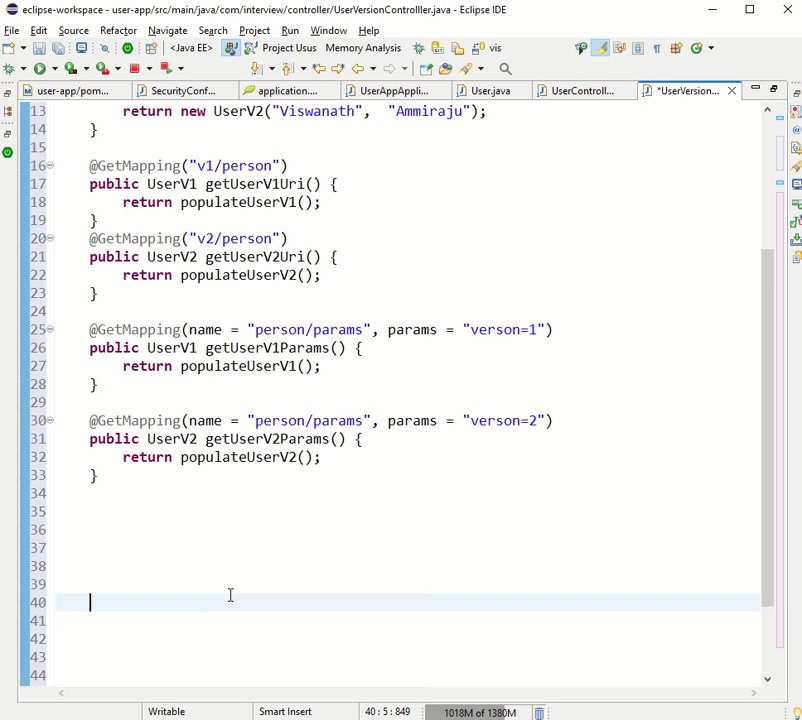 eclipse-workspace - user-app/src/main/java/com/interview/controller/UserVersionControlller.java - Eclipse IDE
File Edit Source Refactor Navigate Search Project Run Window Help
<Java EE> Project Usus Memory Analysis vis
user-app/pom... SecurityConf... application.... UserAppAppli... User.java UserControll... *UserVersion...
13 return new UserV2("Viswanath", "Ammiraju");
14 }
15
16 @GetMapping("v1/person")
17 public UserV1 getUserV1Uri() {
18 return populateUserV1();
19 }
20 @GetMapping("v2/person")
21 public UserV2 getUserV2Uri() {
22 return populateUserV2();
23 }
24
25 @GetMapping(name = "person/params", params = "verson=1")
26 public UserV1 getUserV1Params() {
27 return populateUserV1();
28 }
29
30 @GetMapping(name = "person/params", params = "verson=2")
31 public UserV2 getUserV2Params() {
32 return populateUserV2();
33 }
34
35
36
37
38
39
40
41
42
43
44
Writable Smart Insert 40 : 5 : 849 1018M of 1380M